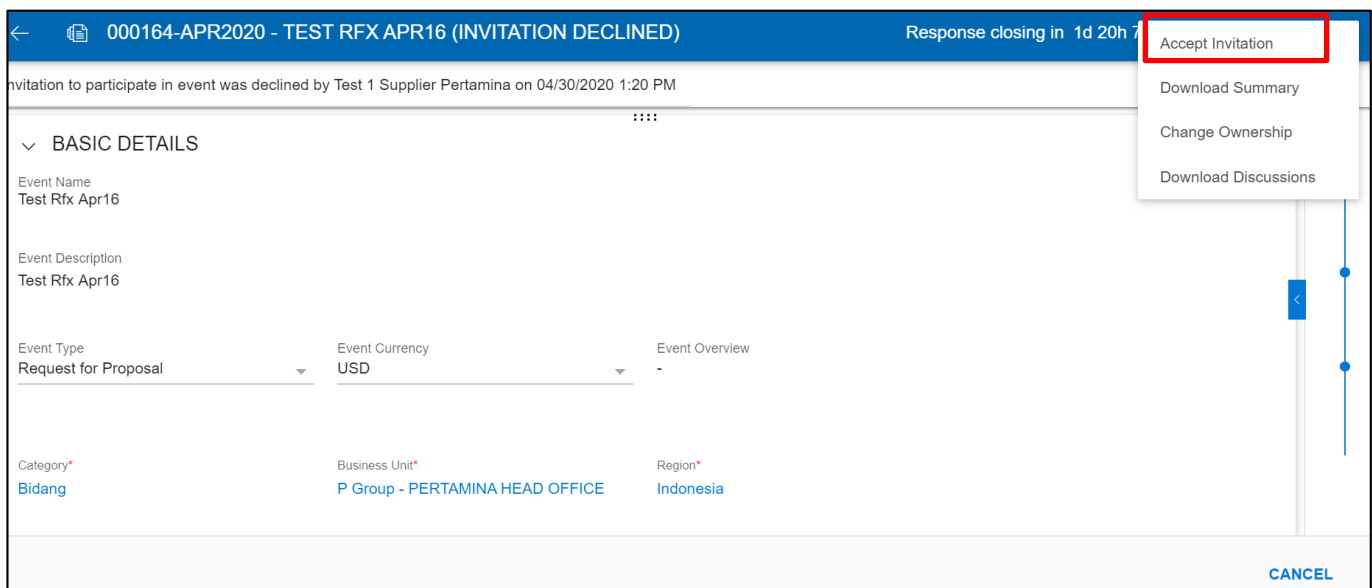 000164-APR2020 - TEST RFX APR16 (INVITATION DECLINED)
Response closing in 1d 20h 7
Accept Invitation
Download Summary
Change Ownership
Download Discussions
nvitation to participate in event was declined by Test 1 Supplier Pertamina on 04/30/2020 1:20 PM
BASIC DETAILS
Event Name
Test Rfx Apr16
Event Description
Test Rfx Apr16
Event Type Event Currency Event Overview
Request for Proposal USD -
Category* Business Unit* Region*
Bidang P Group - PERTAMINA HEAD OFFICE Indonesia
CANCEL